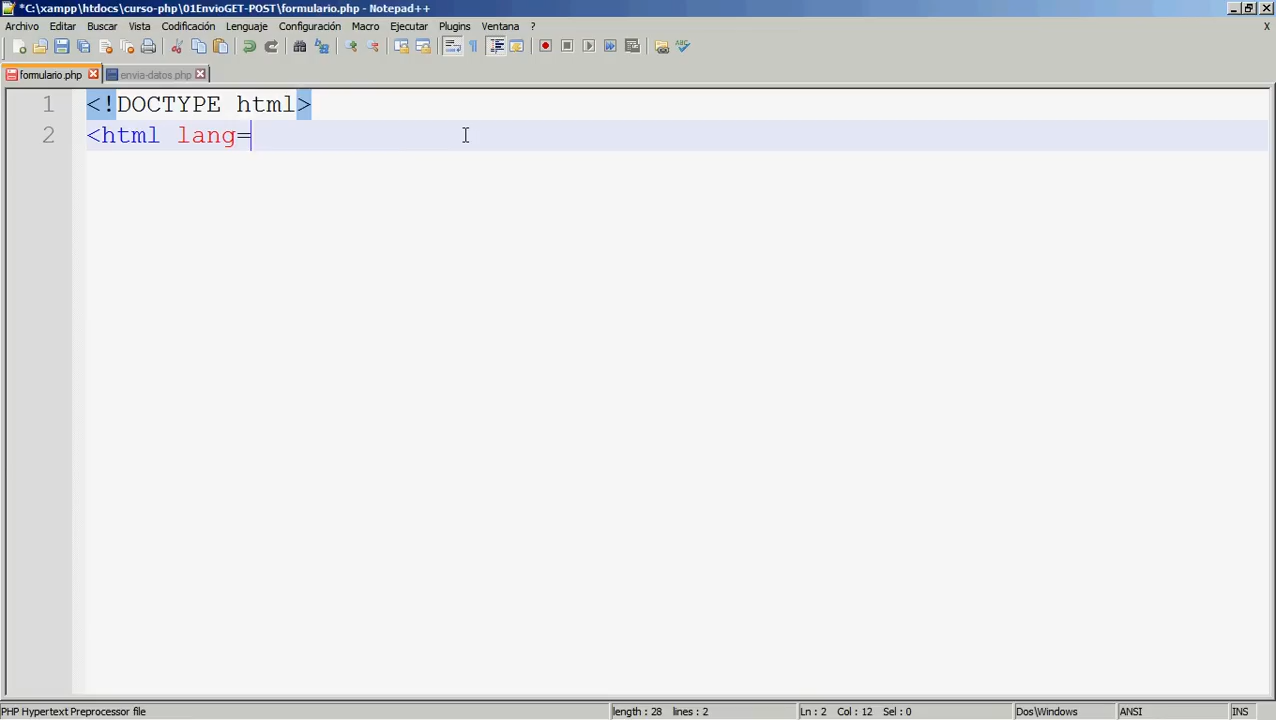 *C:\xampp\htdocs\curso-php\01EnvioGET-POST\formulario.php - Notepad++
Archivo Editar Buscar Vista Codificación Lenguaje Configuración Macro Ejecutar Plugins Ventana ? X
formulario.php envia-datos.php
1 <!DOCTYPE html>
2 <html lang=
PHP Hypertext Preprocessor file length : 28 lines : 2 Ln : 2 Col : 12 Sel : 0 Dos\Windows ANSI INS